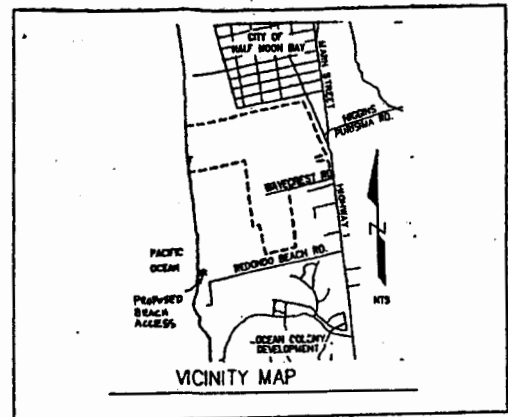 CITY OF
HALF MOON BAY
MAIN STREET
HIGGINS
PURISIMA RD.
WAVECREST RD.
HIGHWAY 1
PACIFIC
OCEAN
REDONDO BEACH RD.
PROPOSED
BEACH
ACCESS
N
NTS
OCEAN COLONY
DEVELOPMENT
VICINITY MAP